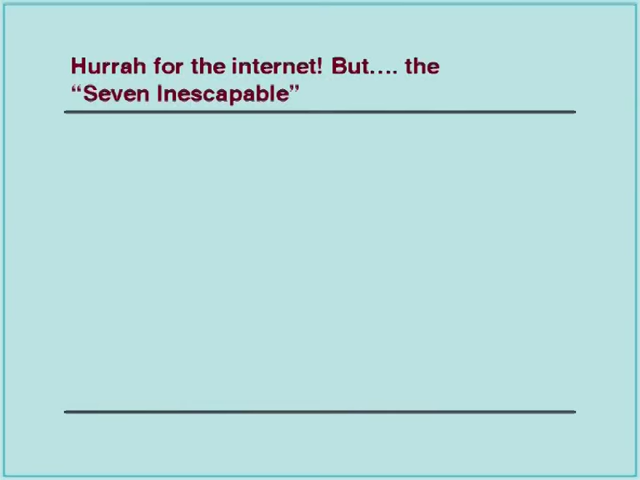 Hurrah for the internet! But…. the
“Seven Inescapable”